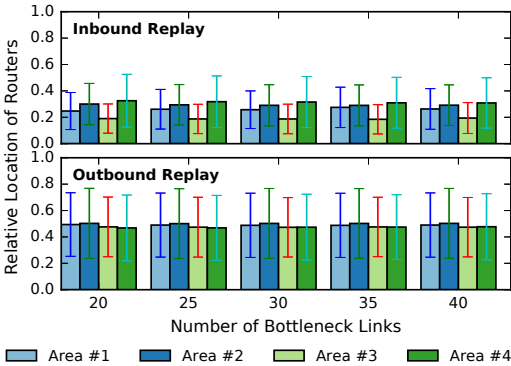 Relative Location of Routers
1.0
0.8
0.6
0.4
0.2
0.0
Inbound Replay
1.0
0.8
0.6
0.4
0.2
0.0
Outbound Replay
20 25 30 35 40
Number of Bottleneck Links
Area #1 Area #2 Area #3 Area #4